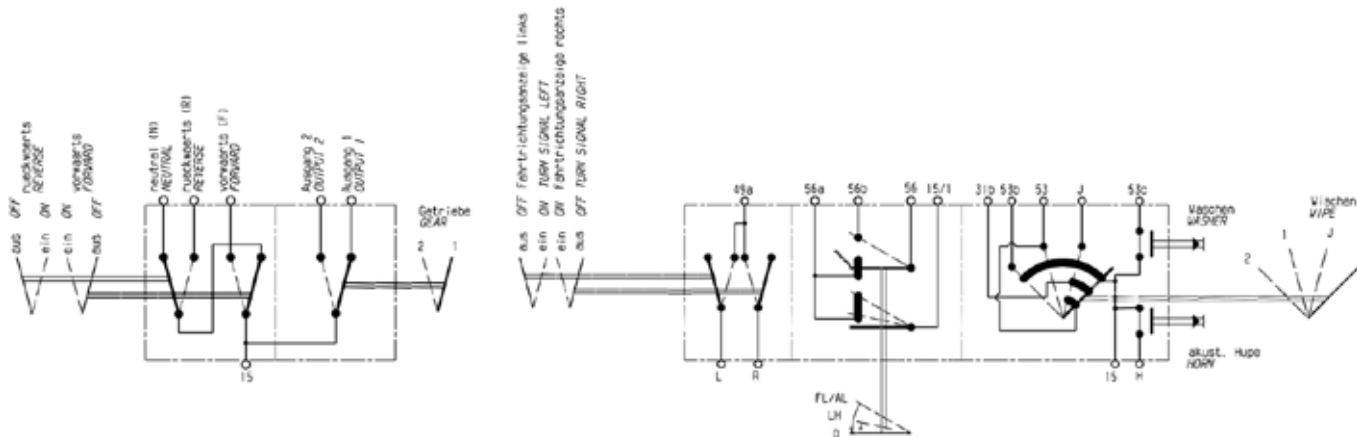 rueckwaerts
REVERSE
vorwaerts
FORWARD
aus OFF
ein ON
ein ON
aus OFF
neutral (N)
NEUTRAL
rueckwaerts (R)
REVERSE
vorwaerts (F)
FORWARD
Ausgang 2
OUTPUT 2
Ausgang 1
OUTPUT 1
Getriebe
GEAR
2 1
15
aus OFF Fahrtrichtungsanzeige links
ein ON TURN SIGNAL LEFT
ein ON Fahrtrichtungsanzeige rechts
aus OFF TURN SIGNAL RIGHT
49a
56a 56b 56 15/1
31b 53b 53 J 53c
Waschen
WASHER
Wischen
WIPE
2 1 J
akust. Hupe
HORN
L R
15 H
FL/AL
LH
0